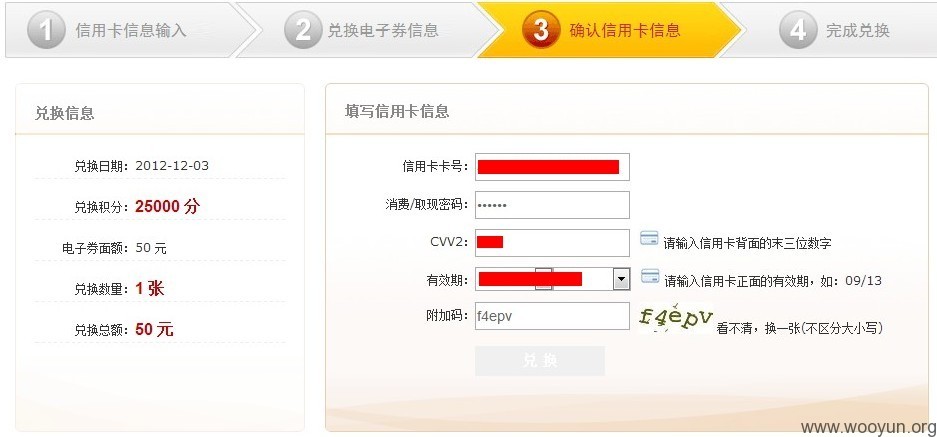 1 信用卡信息输入 2 兑换电子券信息 3 确认信用卡信息 4 完成兑换
兑换信息
兑换日期：2012-12-03
兑换积分：25000 分
电子券面额：50 元
兑换数量：1 张
兑换总额：50 元
填写信用卡信息
信用卡卡号：
消费/取现密码：••••••
CVV2： 请输入信用卡背面的末三位数字
有效期： 请输入信用卡正面的有效期，如：09/13
附加码：f4epv f4epv 看不清，换一张(不区分大小写)
兑 换
www.wooyun.org